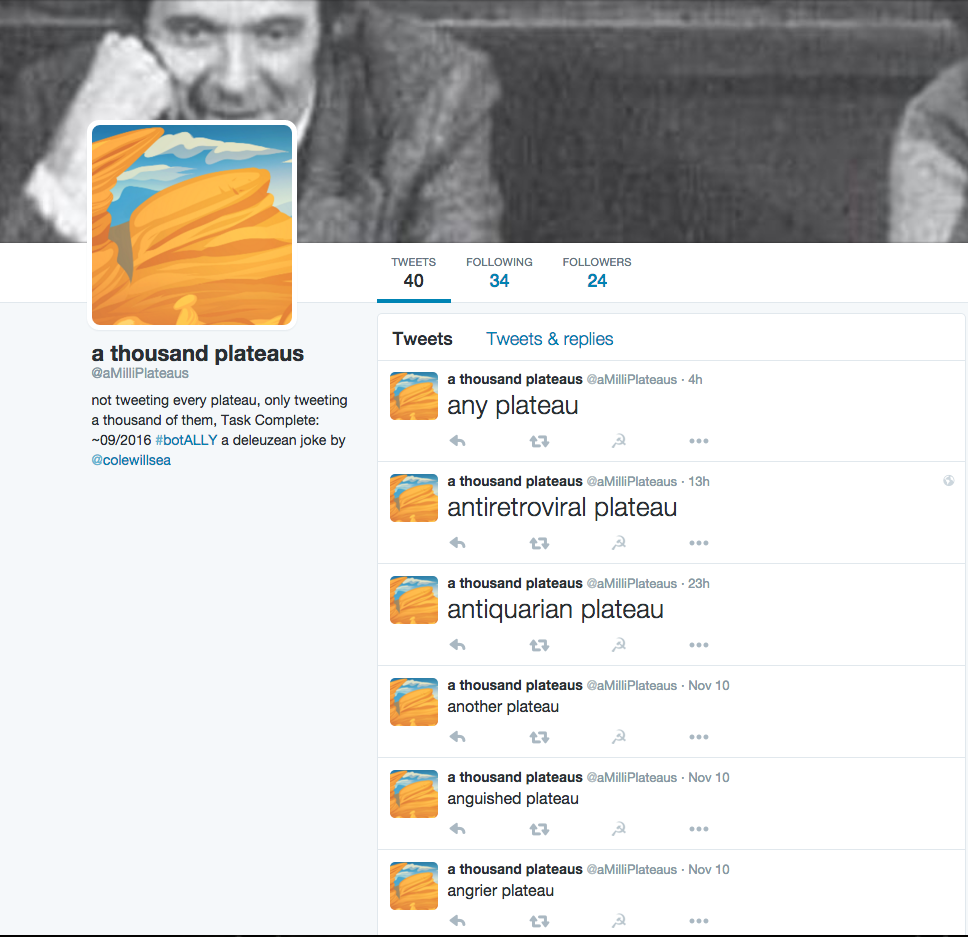 TWEETS FOLLOWING FOLLOWERS
40 34 24
a thousand plateaus
@aMilliPlateaus
not tweeting every plateau, only tweeting
a thousand of them, Task Complete:
~09/2016 #botALLY a deleuzean joke by
@colewillsea
Tweets Tweets & replies
a thousand plateaus @aMilliPlateaus · 4h
any plateau
a thousand plateaus @aMilliPlateaus · 13h
antiretroviral plateau
a thousand plateaus @aMilliPlateaus · 23h
antiquarian plateau
a thousand plateaus @aMilliPlateaus · Nov 10
another plateau
a thousand plateaus @aMilliPlateaus · Nov 10
anguished plateau
a thousand plateaus @aMilliPlateaus · Nov 10
angrier plateau